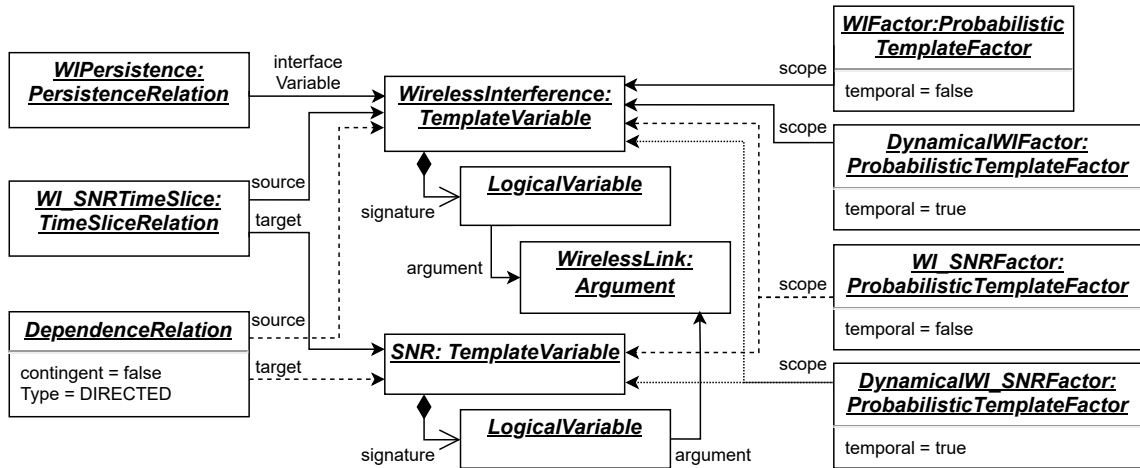 WIPersistence:
PersistenceRelation
interface
Variable
WirelessInterference:
TemplateVariable
scope
WIFactor:Probabilistic
TemplateFactor
temporal = false
scope
DynamicalWIFactor:
ProbabilisticTemplateFactor
temporal = true
WI_SNRTimeSlice:
TimeSliceRelation
source
target
signature
LogicalVariable
argument
WirelessLink:
Argument
scope
WI_SNRFactor:
ProbabilisticTemplateFactor
temporal = false
DependenceRelation
contingent = false
Type = DIRECTED
source
target
SNR: TemplateVariable
signature
LogicalVariable
argument
scope
DynamicalWI_SNRFactor:
ProbabilisticTemplateFactor
temporal = true